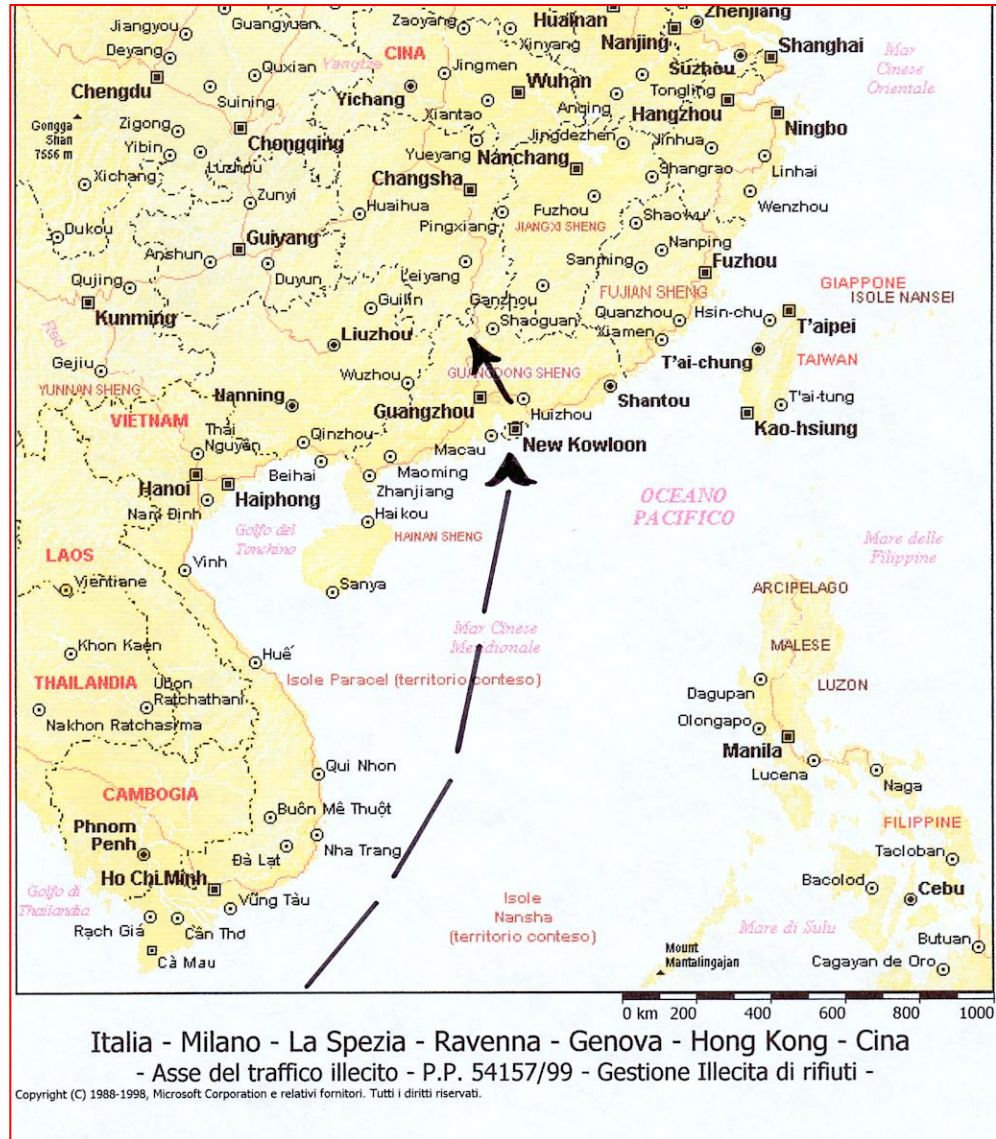 Jiangyou
Guangyuan
Zaoyang
Huainan
Zhenjiang
Deyang
CINA
Xinyang
Nanjing
Shanghai
Mar
Cinese
Orientale
Quxian
Yangtze
Jingmen
Suzhou
Chengdu
Suining
Yichang
Wuhan
Anqing
Tongling
Hangzhou
Gongga
Shan
7556 m
Zigong
Xiantao
Ningbo
Yibin
Chongqing
Jingdezhen
Jinhua
Luzhou
Yueyang
Nanchang
Xichang
Changsha
Shangrao
Linhai
Zunyi
Huaihua
Fuzhou
Wenzhou
Dukou
Pingxiang
JIANGXI SHENG
Shaowu
Guiyang
Nanping
Anshun
Duyun
Leiyang
Sanming
Fuzhou
Qujing
Guilin
Ganzhou
FUJIAN SHENG
GIAPPONE
ISOLE NANSEI
Kunming
Shaoguan
Quanzhou
Hsin-chu
T'aipei
Red
Liuzhou
Xiamen
Gejiu
Wuzhou
GUANGDONG SHENG
T'ai-chung
TAIWAN
YUNNAN SHENG
Nanning
Guangzhou
Shantou
T'ai-tung
VIETNAM
Huizhou
Kao-hsiung
Thai
Nguyên
Qinzhou
Macau
New Kowloon
Beihai
Maoming
Hanoi
Haiphong
Zhanjiang
OCEANO
PACIFICO
Nam Định
Golfo del
Tonchino
Haikou
HAINAN SHENG
Mare delle
Filippine
LAOS
Vinh
Vientiane
Sanya
ARCIPELAGO
Mar Cinese
Meridionale
Khon Kaen
Huế
MALESE
THAILANDIA
Ubon
Ratchathani
Isole Paracel (territorio conteso)
Dagupan
LUZON
Nakhon Ratchasima
Olongapo
Manila
Qui Nhon
Lucena
Naga
CAMBOGIA
Buôn Mê Thuột
FILIPPINE
Phnom
Penh
Đà Lat
Nha Trang
Tacloban
Ho Chi Minh
Bacolod
Cebu
Golfo di
Thailandia
Vũng Tàu
Isole
Nansha
(territorio conteso)
Rạch Giá
Cân Thơ
Mare di Sulu
Butuan
Cà Mau
Mount
Mantalingajan
Cagayan de Oro
0 km 200 400 600 800 1000
Italia - Milano - La Spezia - Ravenna - Genova - Hong Kong - Cina
- Asse del traffico illecito - P.P. 54157/99 - Gestione Illecita di rifiuti -
Copyright (C) 1988-1998, Microsoft Corporation e relativi fornitori. Tutti i diritti riservati.